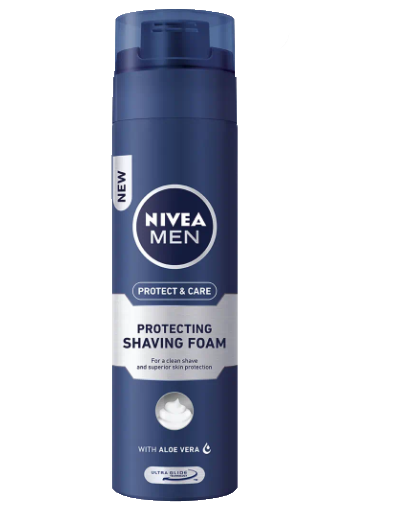 NEW
NIVEA
MEN
PROTECT & CARE
PROTECTING
SHAVING FOAM
For a clean shave
and superior skin protection
WITH ALOE VERA
ULTRA GLIDE